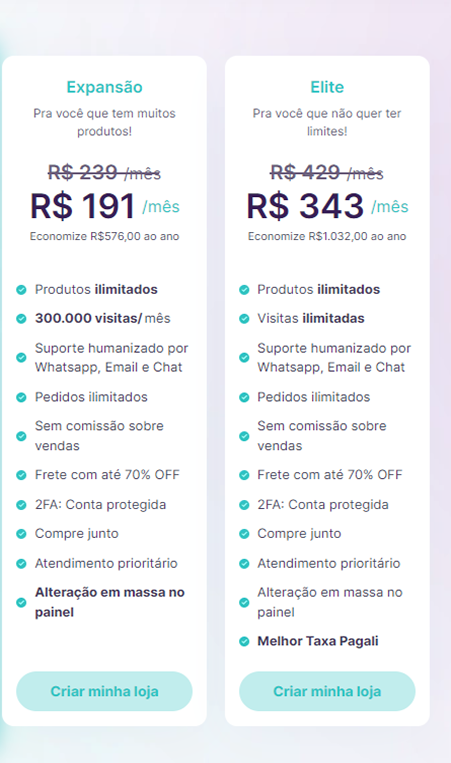 Expansão
Pra você que tem muitos
produtos!
R$ 239 /mês
R$ 191 /mês
Economize R$576,00 ao ano
Produtos ilimitados
300.000 visitas/ mês
Suporte humanizado por
Whatsapp, Email e Chat
Pedidos ilimitados
Sem comissão sobre
vendas
Frete com até 70% OFF
2FA: Conta protegida
Compre junto
Atendimento prioritário
Alteração em massa no
painel
Criar minha loja
Elite
Pra você que não quer ter
limites!
R$ 429 /mês
R$ 343 /mês
Economize R$1.032,00 ao ano
Produtos ilimitados
Visitas ilimitadas
Suporte humanizado por
Whatsapp, Email e Chat
Pedidos ilimitados
Sem comissão sobre
vendas
Frete com até 70% OFF
2FA: Conta protegida
Compre junto
Atendimento prioritário
Alteração em massa no
painel
Melhor Taxa Pagali
Criar minha loja